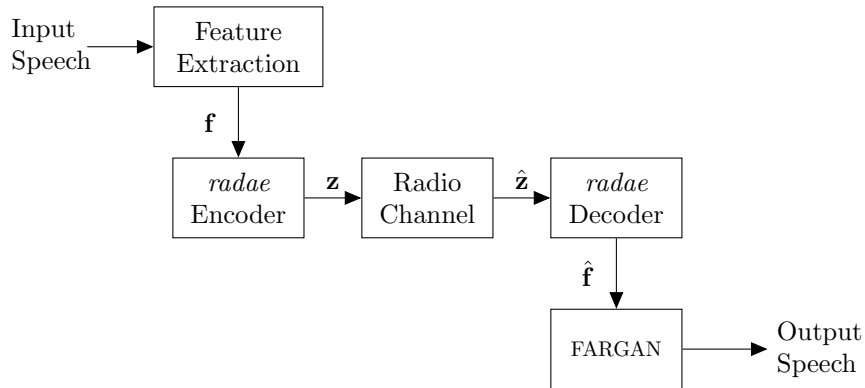 Input
Speech
Feature
Extraction
f
radae
Encoder
z
Radio
Channel
ẑ
radae
Decoder
f̂
FARGAN
Output
Speech